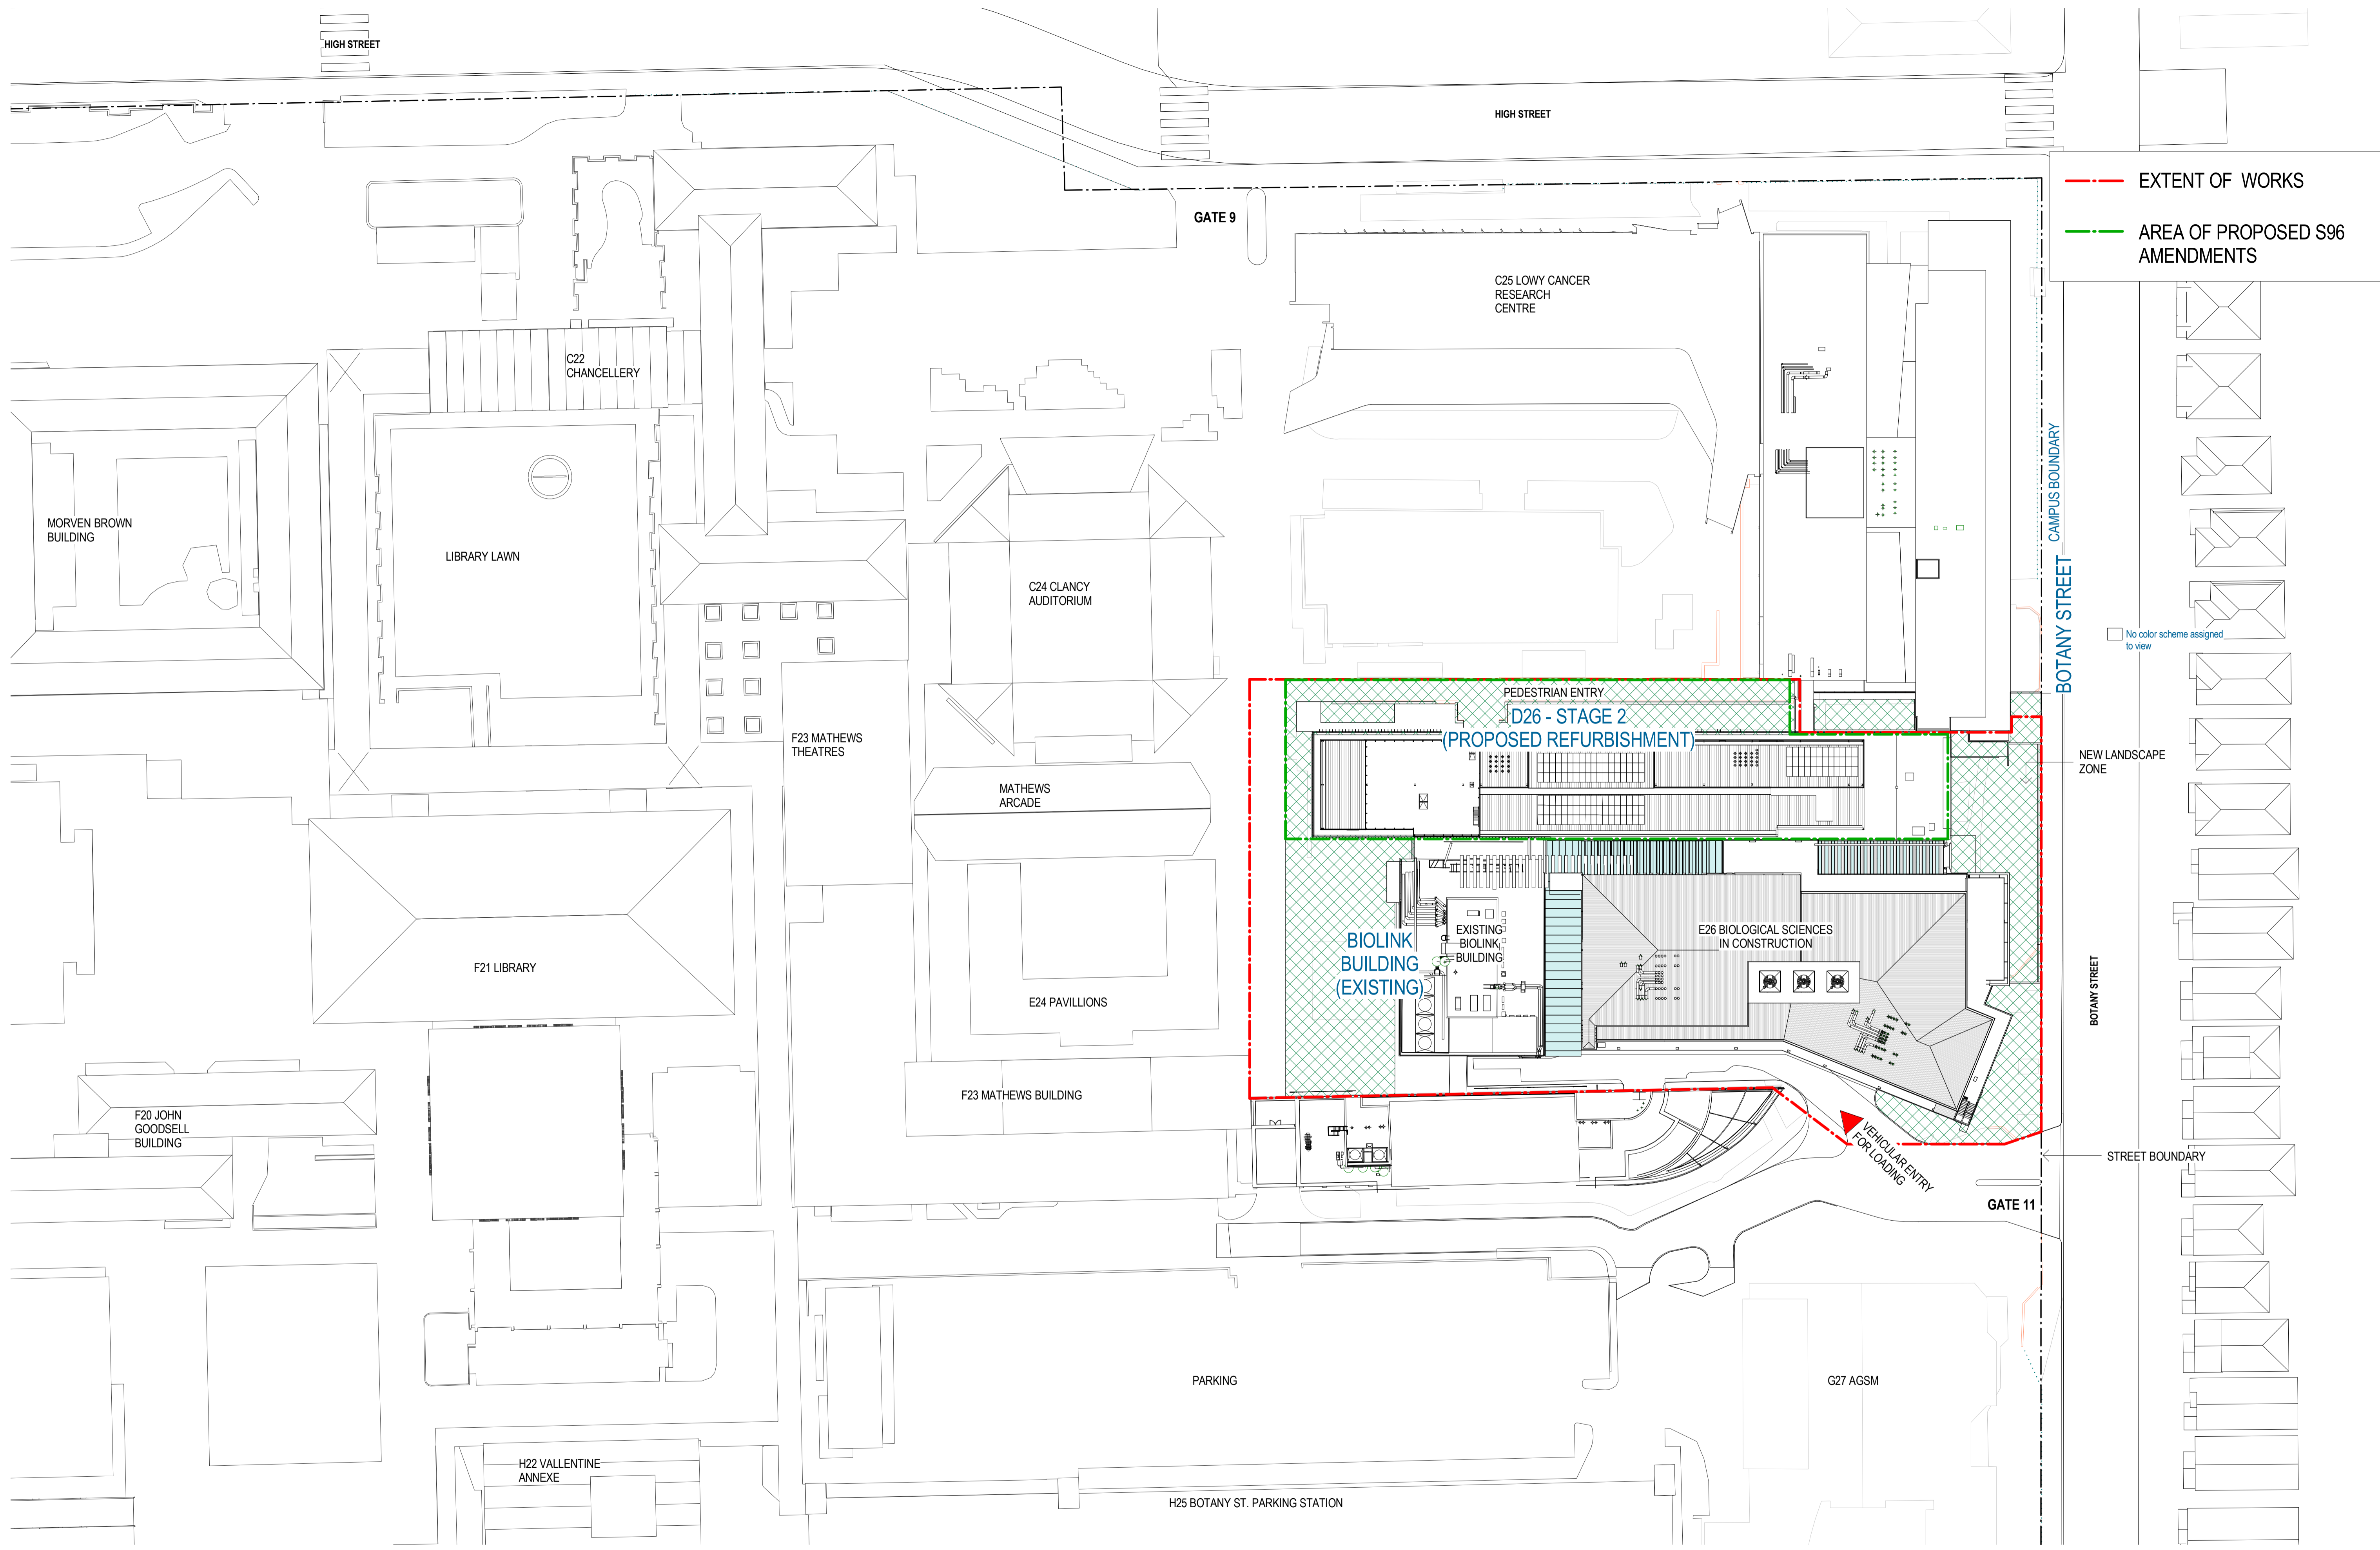 HIGH STREET
HIGH STREET
EXTENT OF  WORKS
AREA OF PROPOSED S96
AMENDMENTS
GATE 9
C25 LOWY CANCER
RESEARCH
CENTRE
C22
CHANCELLERY
CAMPUS BOUNDARY
BOTANY STREET
MORVEN BROWN
BUILDING
LIBRARY LAWN
C24 CLANCY
AUDITORIUM
No color scheme assigned
to view
PEDESTRIAN ENTRY
D26 - STAGE 2
(PROPOSED REFURBISHMENT)
F23 MATHEWS
THEATRES
NEW LANDSCAPE
ZONE
MATHEWS
ARCADE
BIOLINK
BUILDING
(EXISTING)
EXISTING
BIOLINK
BUILDING
E26 BIOLOGICAL SCIENCES
IN CONSTRUCTION
F21 LIBRARY
E24 PAVILLIONS
BOTANY STREET
F23 MATHEWS BUILDING
F20 JOHN
GOODSELL
BUILDING
VEHICULAR ENTRY
FOR LOADING
STREET BOUNDARY
GATE 11
PARKING
G27 AGSM
H22 VALLENTINE
ANNEXE
H25 BOTANY ST. PARKING STATION